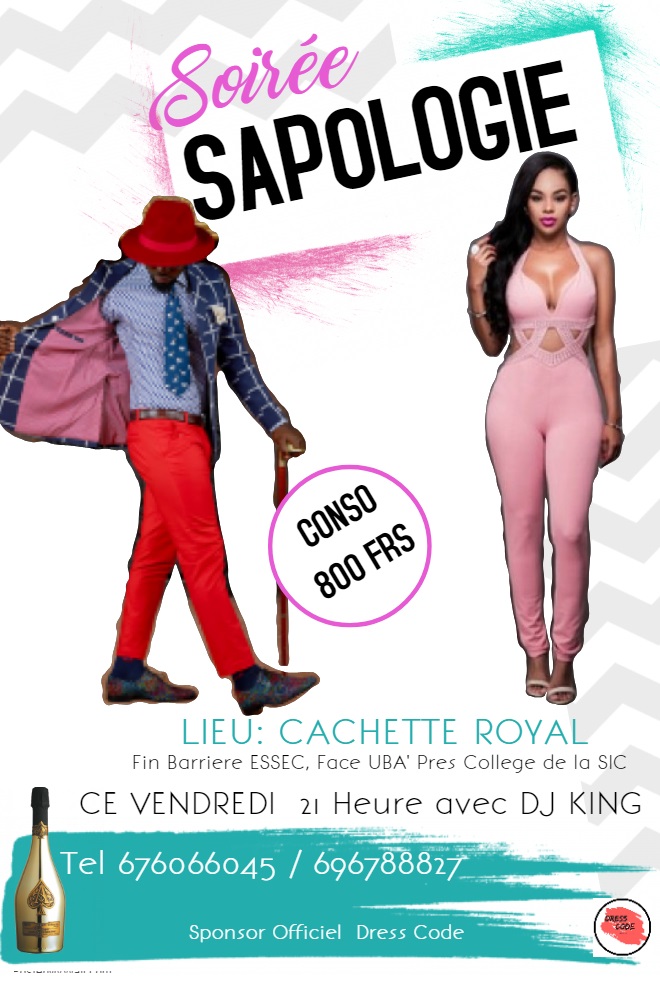 Soirée
SAPOLOGIE
CONSO
800 FRS
LIEU: CACHETTE ROYAL
Fin Barriere ESSEC, Face UBA' Pres College de la SIC
CE VENDREDI 21 Heure avec DJ KING
Tel 676066045 / 696788827
Sponsor Officiel Dress Code
DRESS
CODE